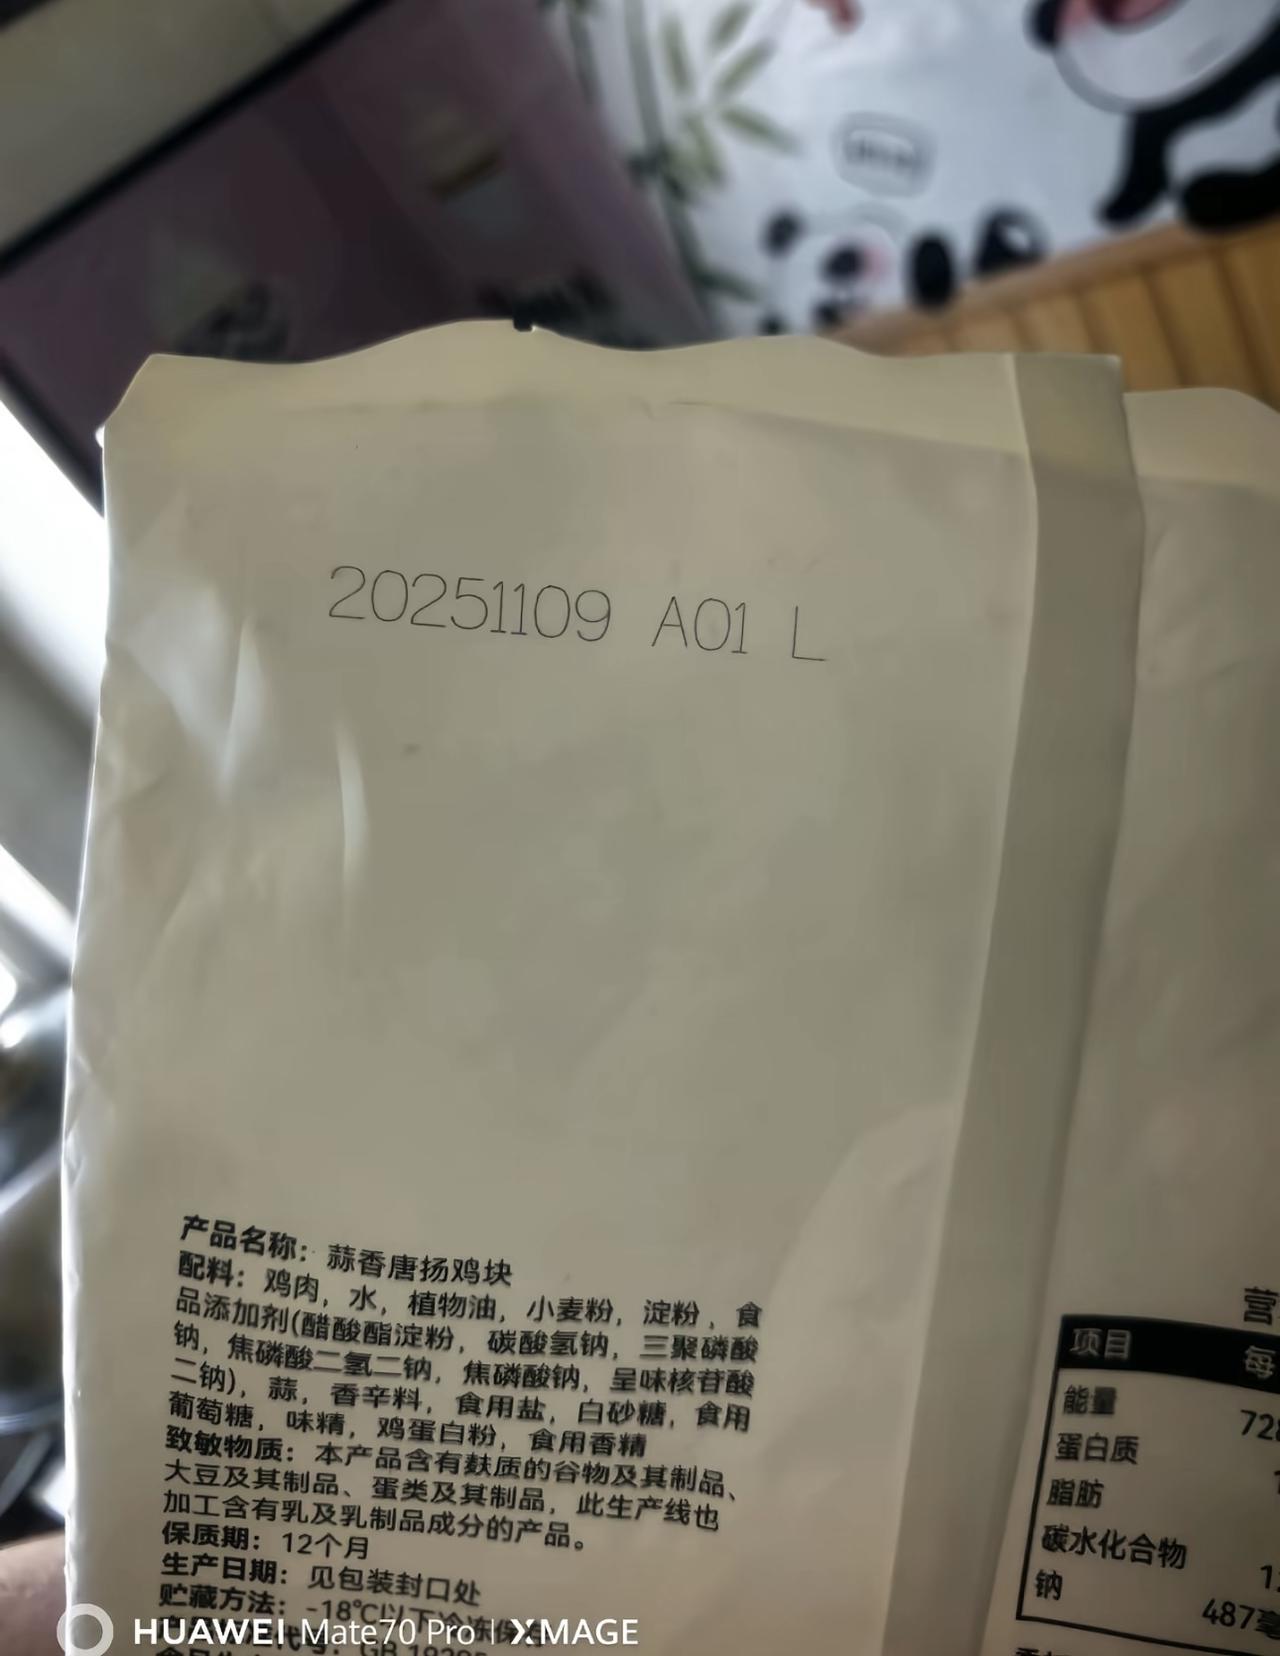 20251109 A01 L
产品名称：蒜香唐扬鸡块
配料：鸡肉，水，植物油，小麦粉，淀粉，食
品添加剂(醋酸酯淀粉，碳酸氢钠，三聚磷酸
钠，焦磷酸二氢二钠，焦磷酸钠，呈味核苷酸
二钠)，蒜，香辛料，食用盐，白砂糖，食用
葡萄糖，味精，鸡蛋白粉，食用香精
致敏物质：本产品含有麸质的谷物及其制品、
大豆及其制品、蛋类及其制品，此生产线也
加工含有乳及乳制品成分的产品。
保质期：12个月
生产日期：见包装封口处
贮藏方法：-18℃以下冷冻保存
营
项目 每
能量 728
蛋白质
脂肪
碳水化合物
钠 487毫
HUAWEI Mate70 Pro | XMAGE